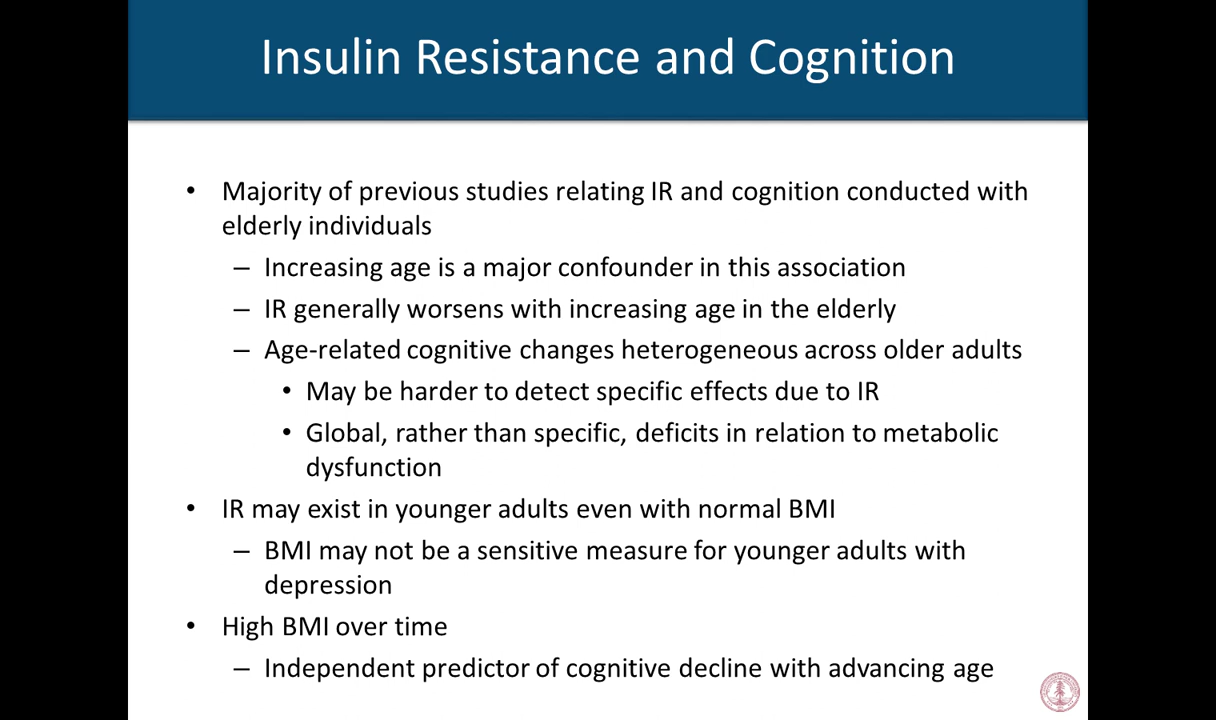 Insulin Resistance and Cognition
• Majority of previous studies relating IR and cognition conducted with
elderly individuals
– Increasing age is a major confounder in this association
– IR generally worsens with increasing age in the elderly
– Age-related cognitive changes heterogeneous across older adults
• May be harder to detect specific effects due to IR
• Global, rather than specific, deficits in relation to metabolic
dysfunction
• IR may exist in younger adults even with normal BMI
– BMI may not be a sensitive measure for younger adults with
depression
• High BMI over time
– Independent predictor of cognitive decline with advancing age